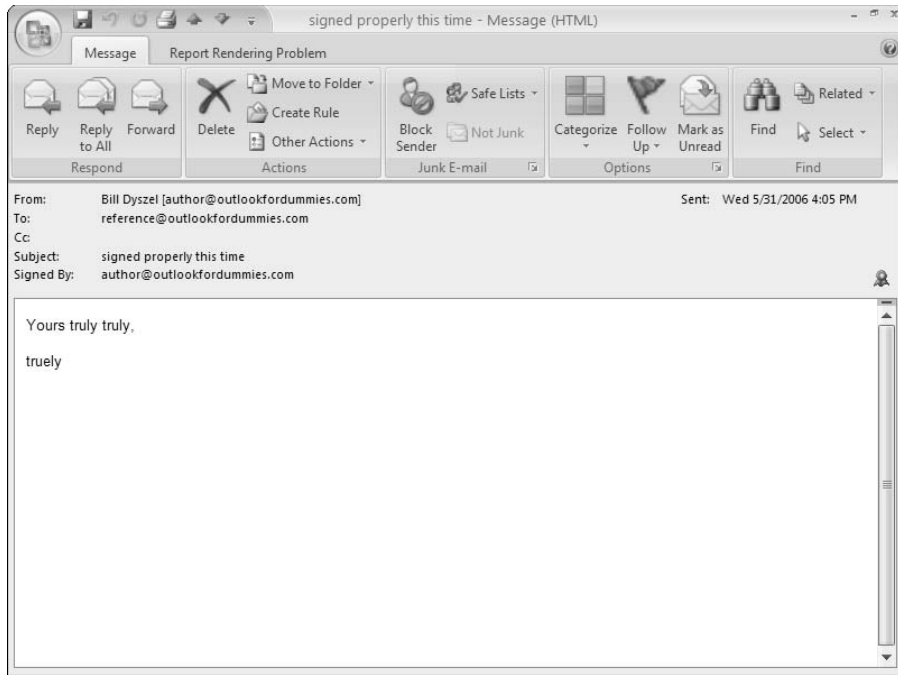 signed properly this time - Message (HTML)
Message Report Rendering Problem
Reply Reply to All Forward
Respond
Delete Move to Folder
Create Rule
Other Actions
Actions
Block Sender Safe Lists
Not Junk
Junk E-mail
Categorize Follow Up Mark as Unread
Options
Find Related
Select
Find
From: Bill Dyszel [author@outlookfordummies.com] Sent: Wed 5/31/2006 4:05 PM
To: reference@outlookfordummies.com
Cc:
Subject: signed properly this time
Signed By: author@outlookfordummies.com
Yours truly truly,
truely